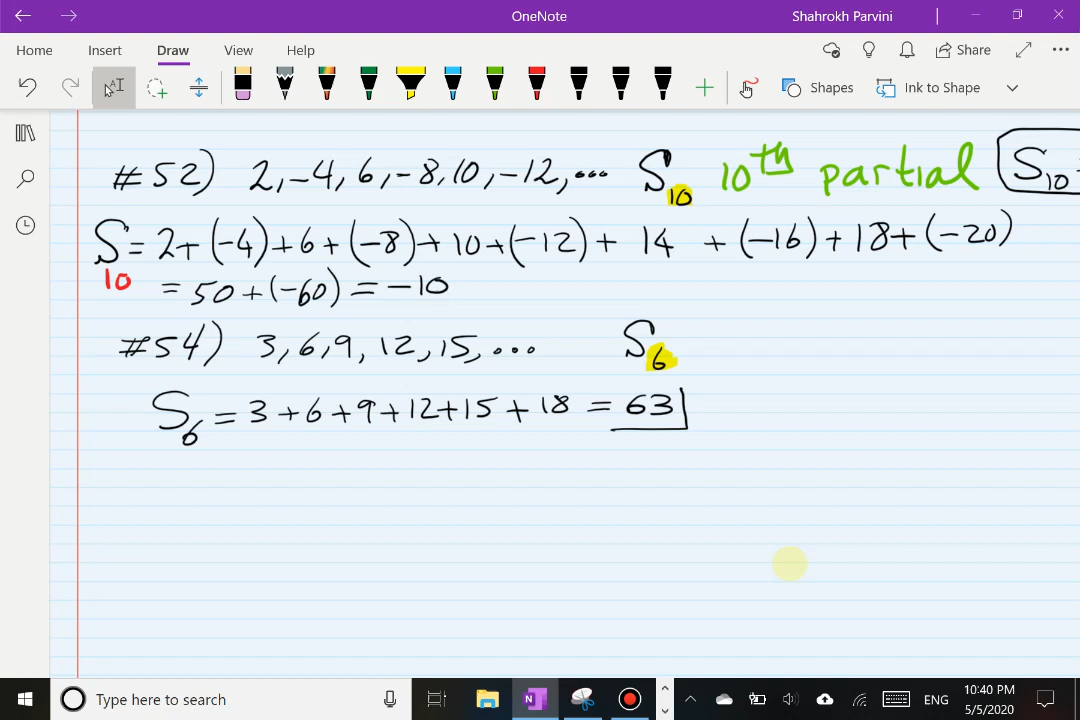 OneNote
Shahrokh Parvini
Home Insert Draw View Help
Share
Shapes
Ink to Shape
#52) 2, -4, 6, -8, 10, -12, ... S10 10th partial S10
S10 = 2 + (-4) + 6 + (-8) + 10 + (-12) + 14 + (-16) + 18 + (-20)
= 50 + (-60) = -10
#54) 3, 6, 9, 12, 15, ... S6
S6 = 3 + 6 + 9 + 12 + 15 + 18 = 63
Type here to search
ENG
10:40 PM
5/5/2020